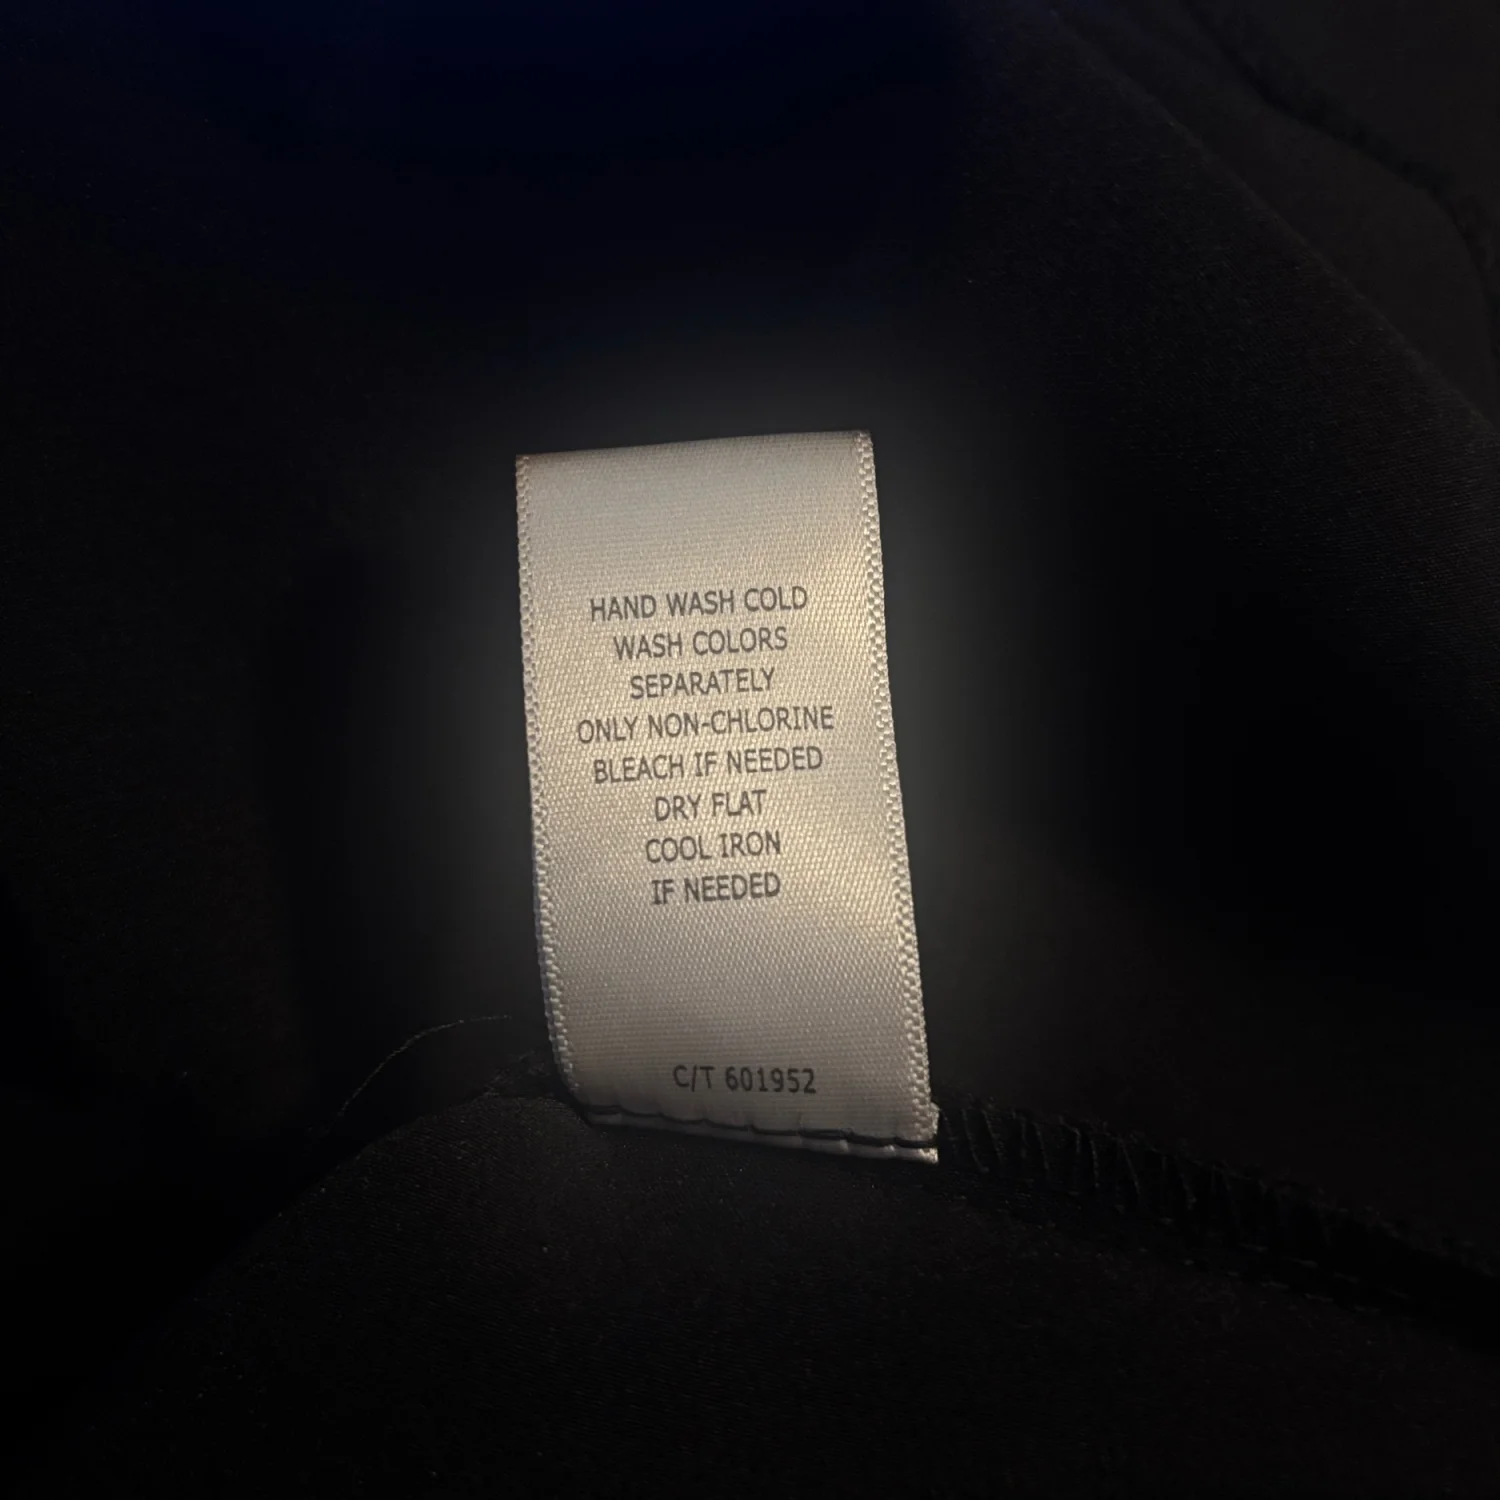 HAND WASH COLD
WASH COLORS
SEPARATELY
ONLY NON-CHLORINE
BLEACH IF NEEDED
DRY FLAT
COOL IRON
IF NEEDED
C/T 601952